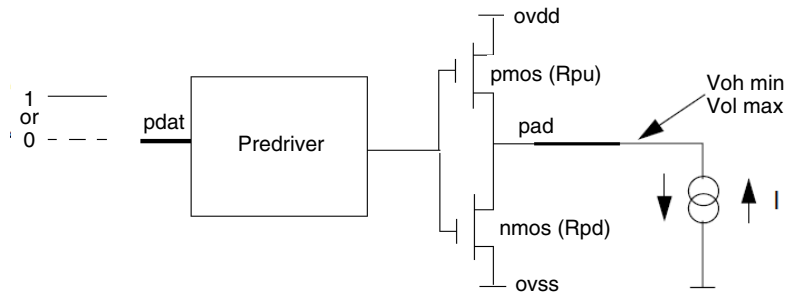 ovdd
pmos (Rpu)
1
or
0
pdat
Predriver
pad
Voh min
Vol max
nmos (Rpd)
I
ovss